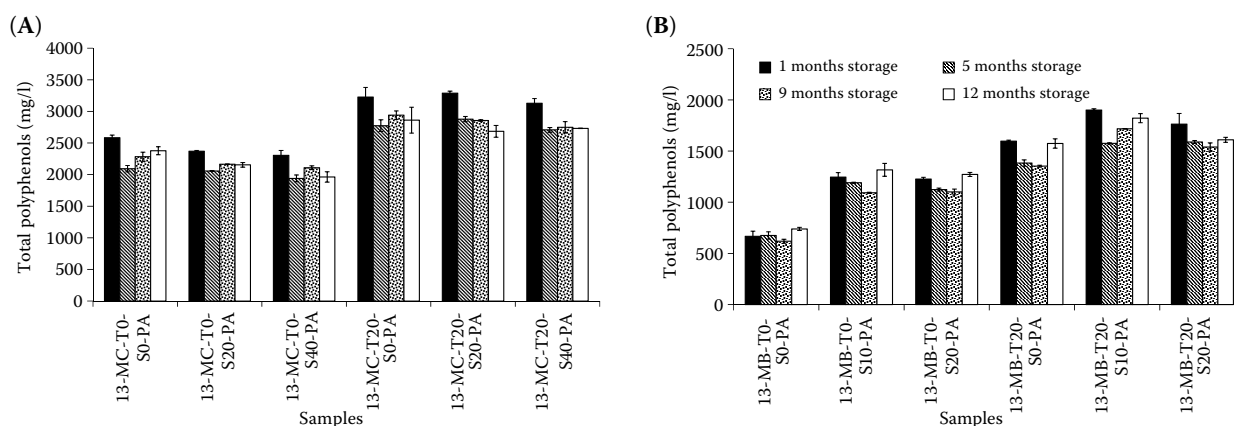 (A)
Total polyphenols (mg/l)
4000
3500
3000
2500
2000
1500
1000
500
0
13-MC-T0-
S0-PA
13-MC-T0-
S20-PA
13-MC-T0-
S40-PA
13-MC-T20-
S0-PA
13-MC-T20-
S20-PA
13-MC-T20-
S40-PA
Samples
(B)
Total polyphenols (mg/l)
2500
2000
1500
1000
500
0
1 months storage
5 months storage
9 months storage
12 months storage
13-MB-T0-
S0-PA
13-MB-T0-
S10-PA
13-MB-T0-
S20-PA
13-MB-T20-
S0-PA
13-MB-T20-
S10-PA
13-MB-T20-
S20-PA
Samples